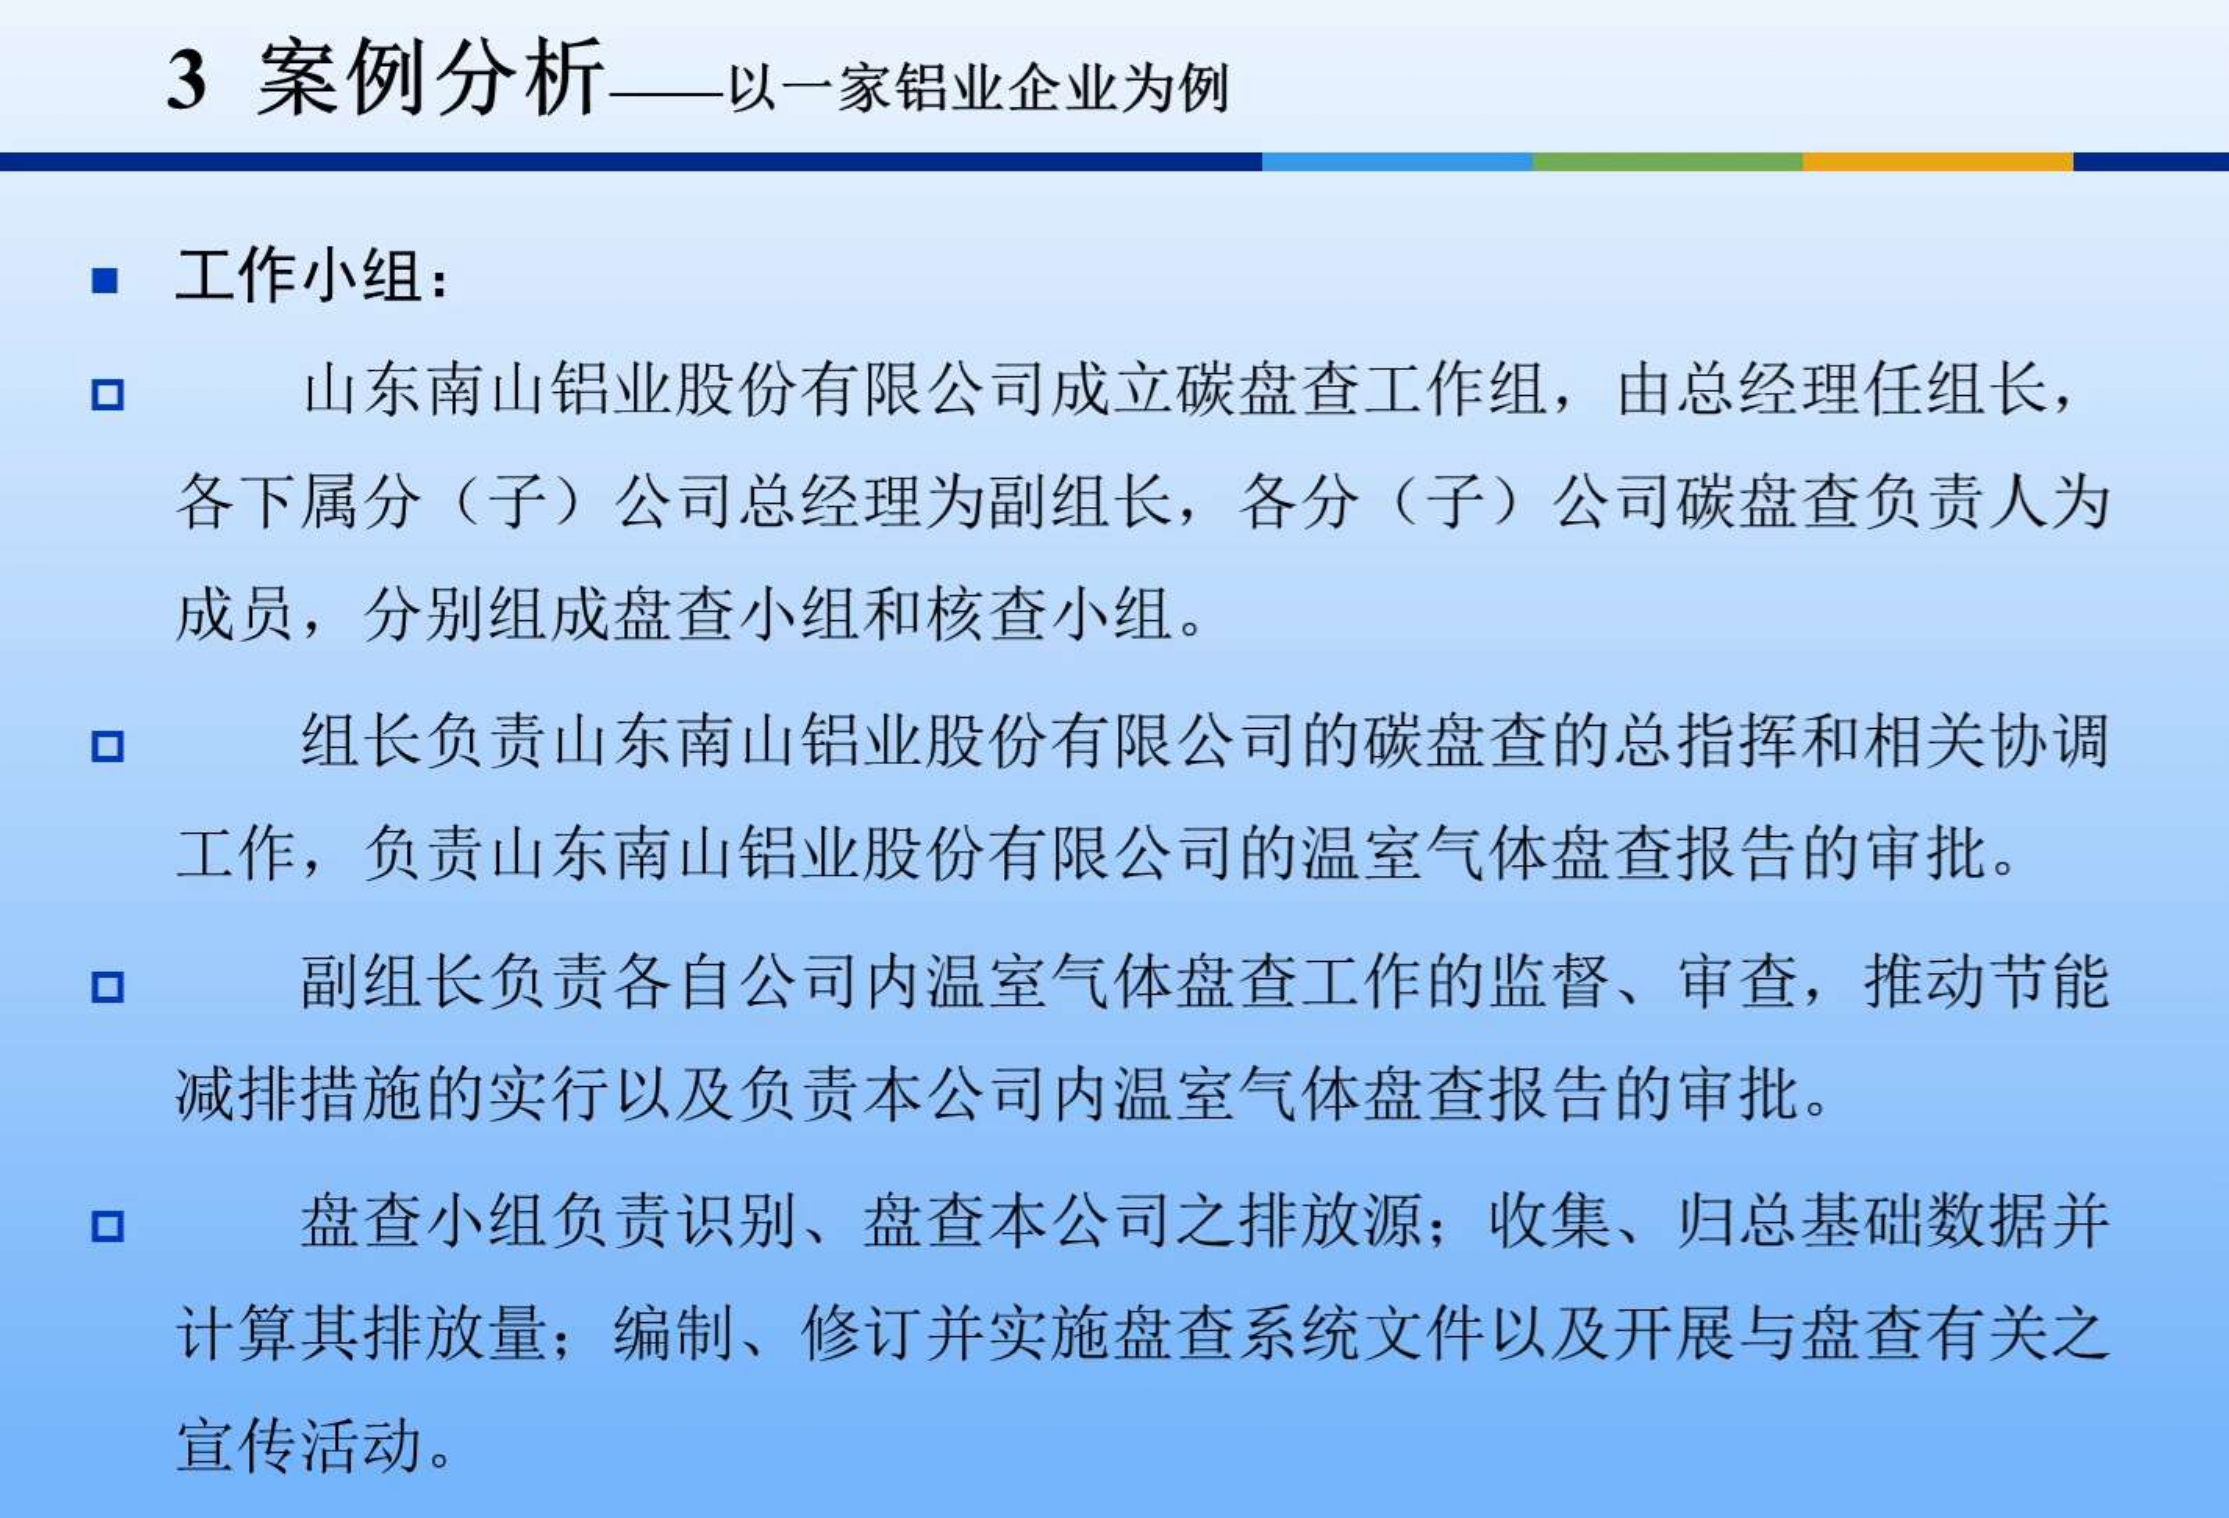 3 案例分析——以一家铝业企业为例
工作小组：
山东南山铝业股份有限公司成立碳盘查工作组，由总经理任组长，
各下属分（子）公司总经理为副组长，各分（子）公司碳盘查负责人为
成员，分别组成盘查小组和核查小组。
组长负责山东南山铝业股份有限公司的碳盘查的总指挥和相关协调
工作，负责山东南山铝业股份有限公司的温室气体盘查报告的审批。
副组长负责各自公司内温室气体盘查工作的监督、审查，推动节能
减排措施的实行以及负责本公司内温室气体盘查报告的审批。
盘查小组负责识别、盘查本公司之排放源；收集、归总基础数据并
计算其排放量；编制、修订并实施盘查系统文件以及开展与盘查有关之
宣传活动。